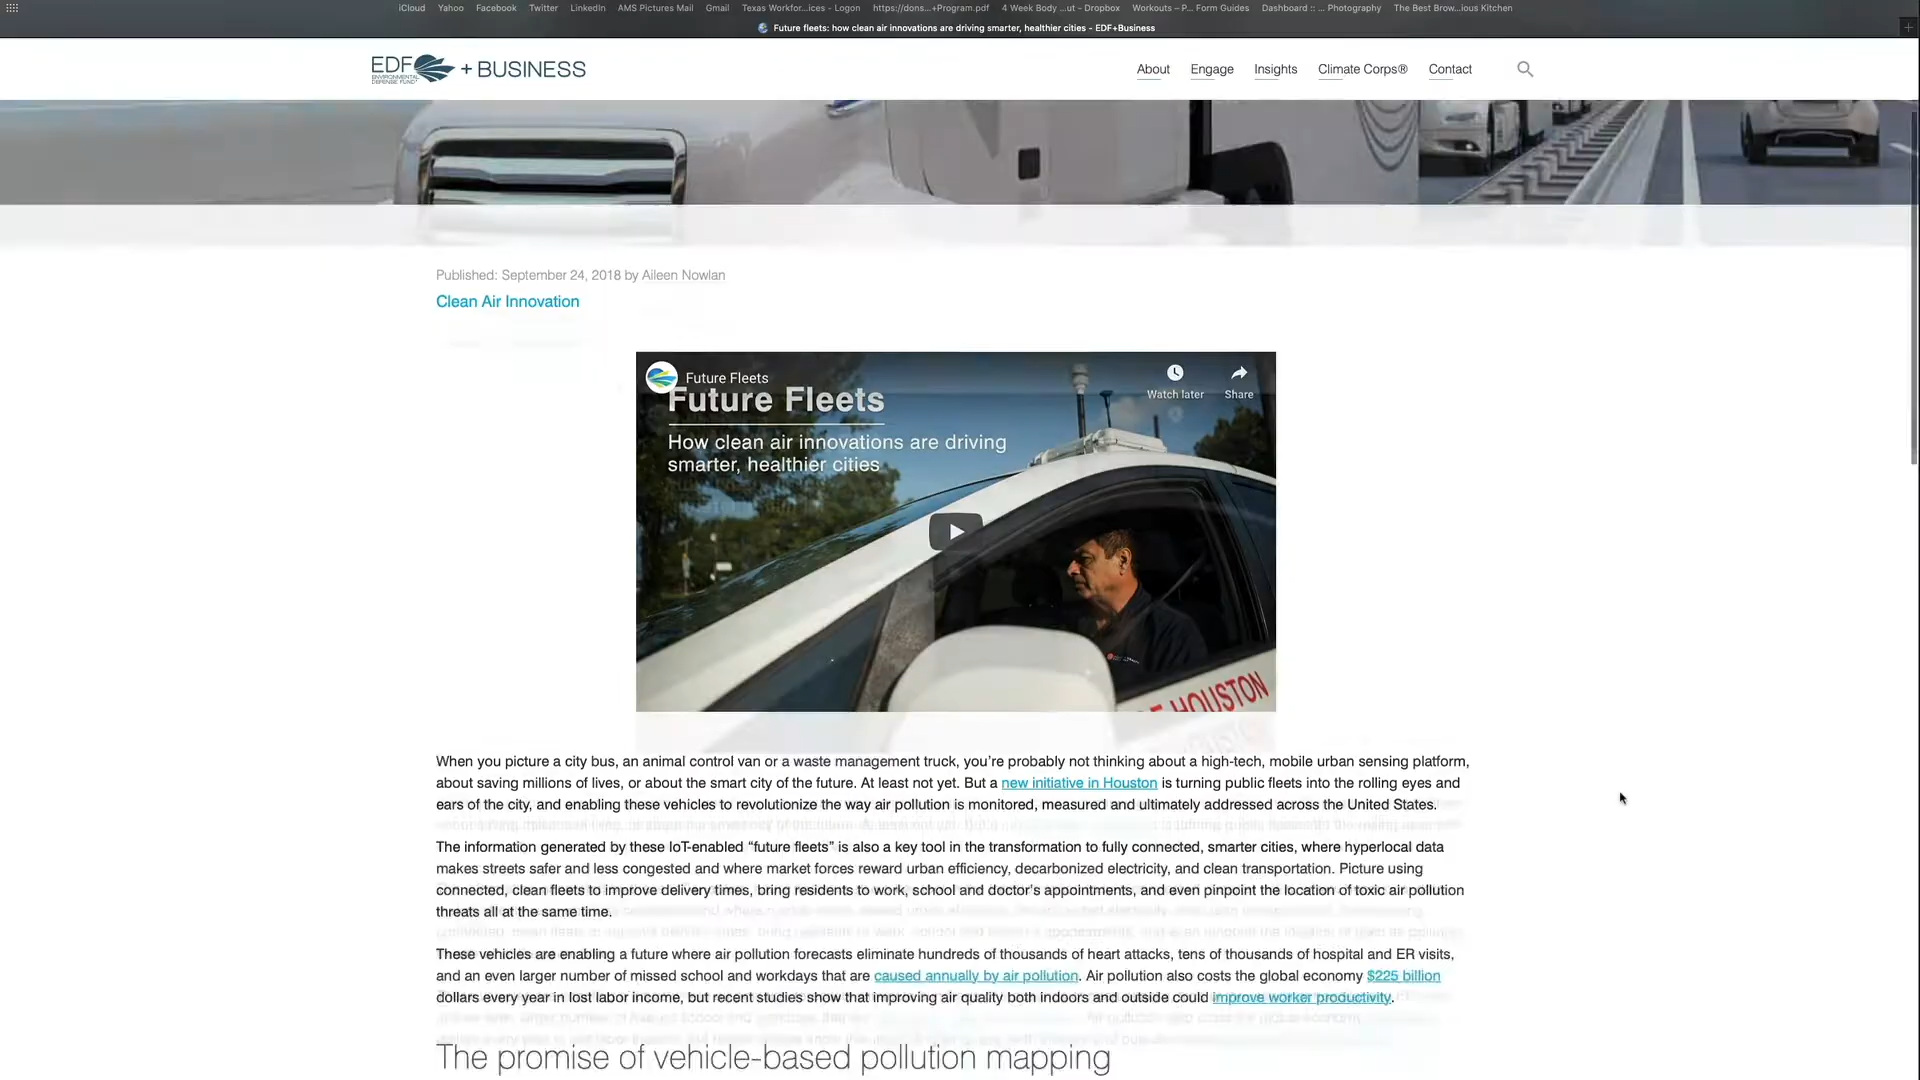 iCloud Yahoo Facebook Twitter LinkedIn AMS Pictures Mail Gmail Texas Workfor...ices - Logon https://dons...+Program.pdf 4 Week Body ...ut - Dropbox Workouts – P... Form Guides Dashboard :: ... Photography The Best Brow...ious Kitchen
Future fleets: how clean air innovations are driving smarter, healthier cities - EDF+Business
EDF + BUSINESS
ENVIRONMENTAL
DEFENSE FUND
About Engage Insights Climate Corps® Contact
Published: September 24, 2018 by Aileen Nowlan
Clean Air Innovation
Future Fleets
Watch later Share
Future Fleets
How clean air innovations are driving
smarter, healthier cities
HOUSTON
When you picture a city bus, an animal control van or a waste management truck, you’re probably not thinking about a high-tech, mobile urban sensing platform,
about saving millions of lives, or about the smart city of the future. At least not yet. But a new initiative in Houston is turning public fleets into the rolling eyes and
ears of the city, and enabling these vehicles to revolutionize the way air pollution is monitored, measured and ultimately addressed across the United States.
The information generated by these IoT-enabled “future fleets” is also a key tool in the transformation to fully connected, smarter cities, where hyperlocal data
makes streets safer and less congested and where market forces reward urban efficiency, decarbonized electricity, and clean transportation. Picture using
connected, clean fleets to improve delivery times, bring residents to work, school and doctor’s appointments, and even pinpoint the location of toxic air pollution
threats all at the same time.
These vehicles are enabling a future where air pollution forecasts eliminate hundreds of thousands of heart attacks, tens of thousands of hospital and ER visits,
and an even larger number of missed school and workdays that are caused annually by air pollution. Air pollution also costs the global economy $225 billion
dollars every year in lost labor income, but recent studies show that improving air quality both indoors and outside could improve worker productivity.
The promise of vehicle-based pollution mapping